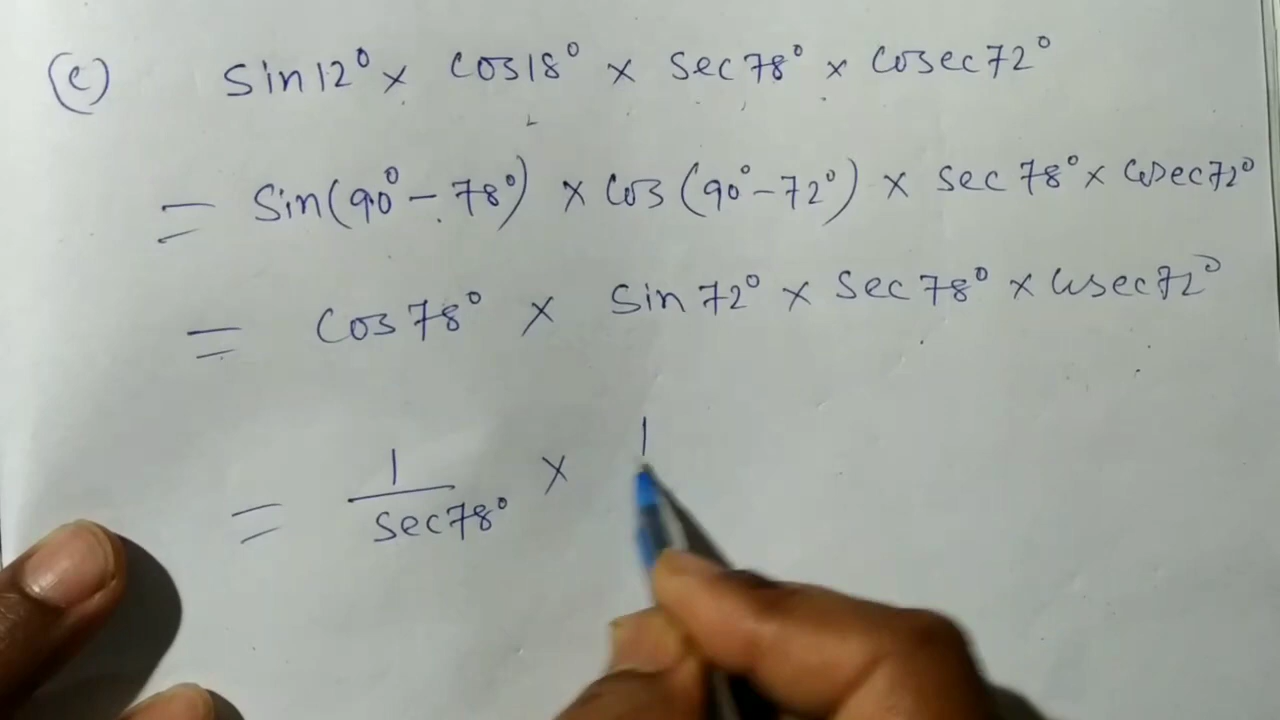 (c) sin12° × cos18° × sec78° × cosec72°
= sin(90° - 78°) × cos(90° - 72°) × sec78° × cosec72°
= cos78° × sin72° × sec78° × cosec72°
= 1/sec78° × 1